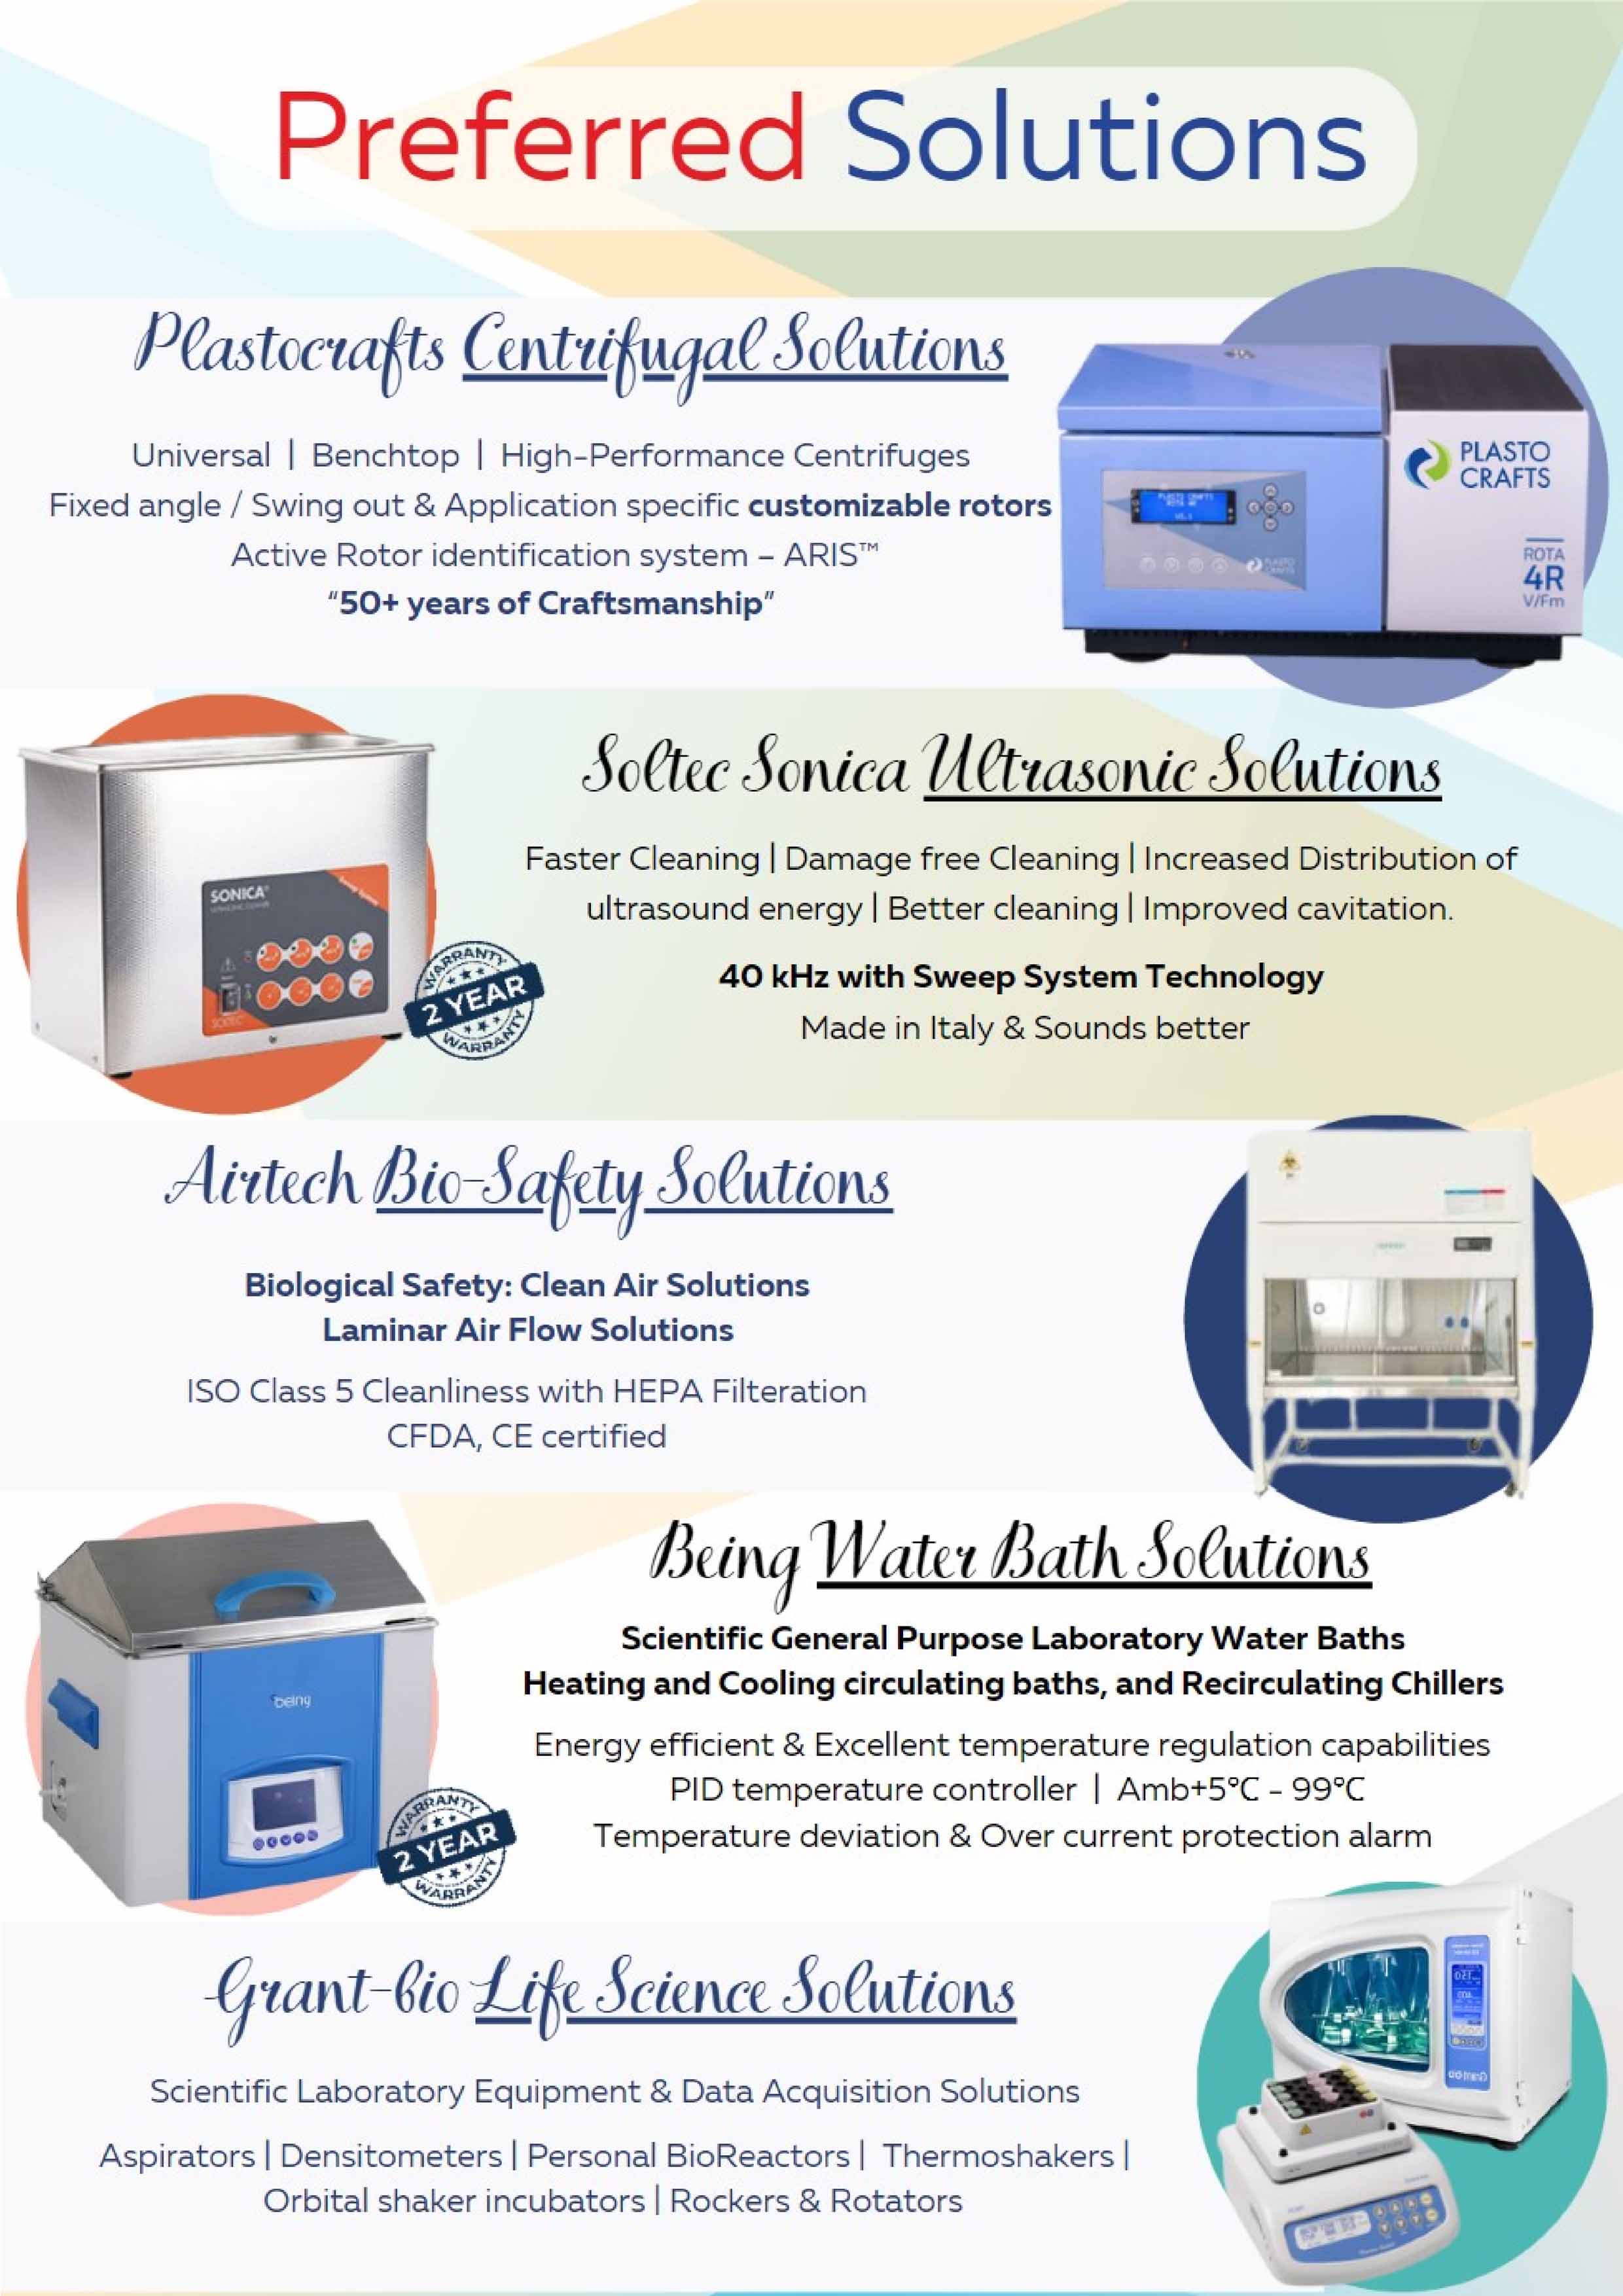 Preferred Solutions
Plastocrafts Centrifugal Solutions
Universal | Benchtop | High-Performance Centrifuges
Fixed angle / Swing out & Application specific customizable rotors
Active Rotor identification system – ARIS™
"50+ years of Craftsmanship"
PLASTO
CRAFTS
ROTA
4R
V/Fm
Soltec Sonica Ultrasonic Solutions
Faster Cleaning | Damage free Cleaning | Increased Distribution of
ultrasound energy | Better cleaning | Improved cavitation.
40 kHz with Sweep System Technology
Made in Italy & Sounds better
SONICA
WARRANTY
2 YEAR
WARRANTY
Airtech Bio-Safety Solutions
Biological Safety: Clean Air Solutions
Laminar Air Flow Solutions
ISO Class 5 Cleanliness with HEPA Filteration
CFDA, CE certified
Being Water Bath Solutions
Scientific General Purpose Laboratory Water Baths
Heating and Cooling circulating baths, and Recirculating Chillers
Energy efficient & Excellent temperature regulation capabilities
PID temperature controller | Amb+5°C - 99°C
Temperature deviation & Over current protection alarm
being
WARRANTY
2 YEAR
WARRANTY
Grant-bio Life Science Solutions
Scientific Laboratory Equipment & Data Acquisition Solutions
Aspirators | Densitometers | Personal BioReactors | Thermoshakers |
Orbital shaker incubators | Rockers & Rotators